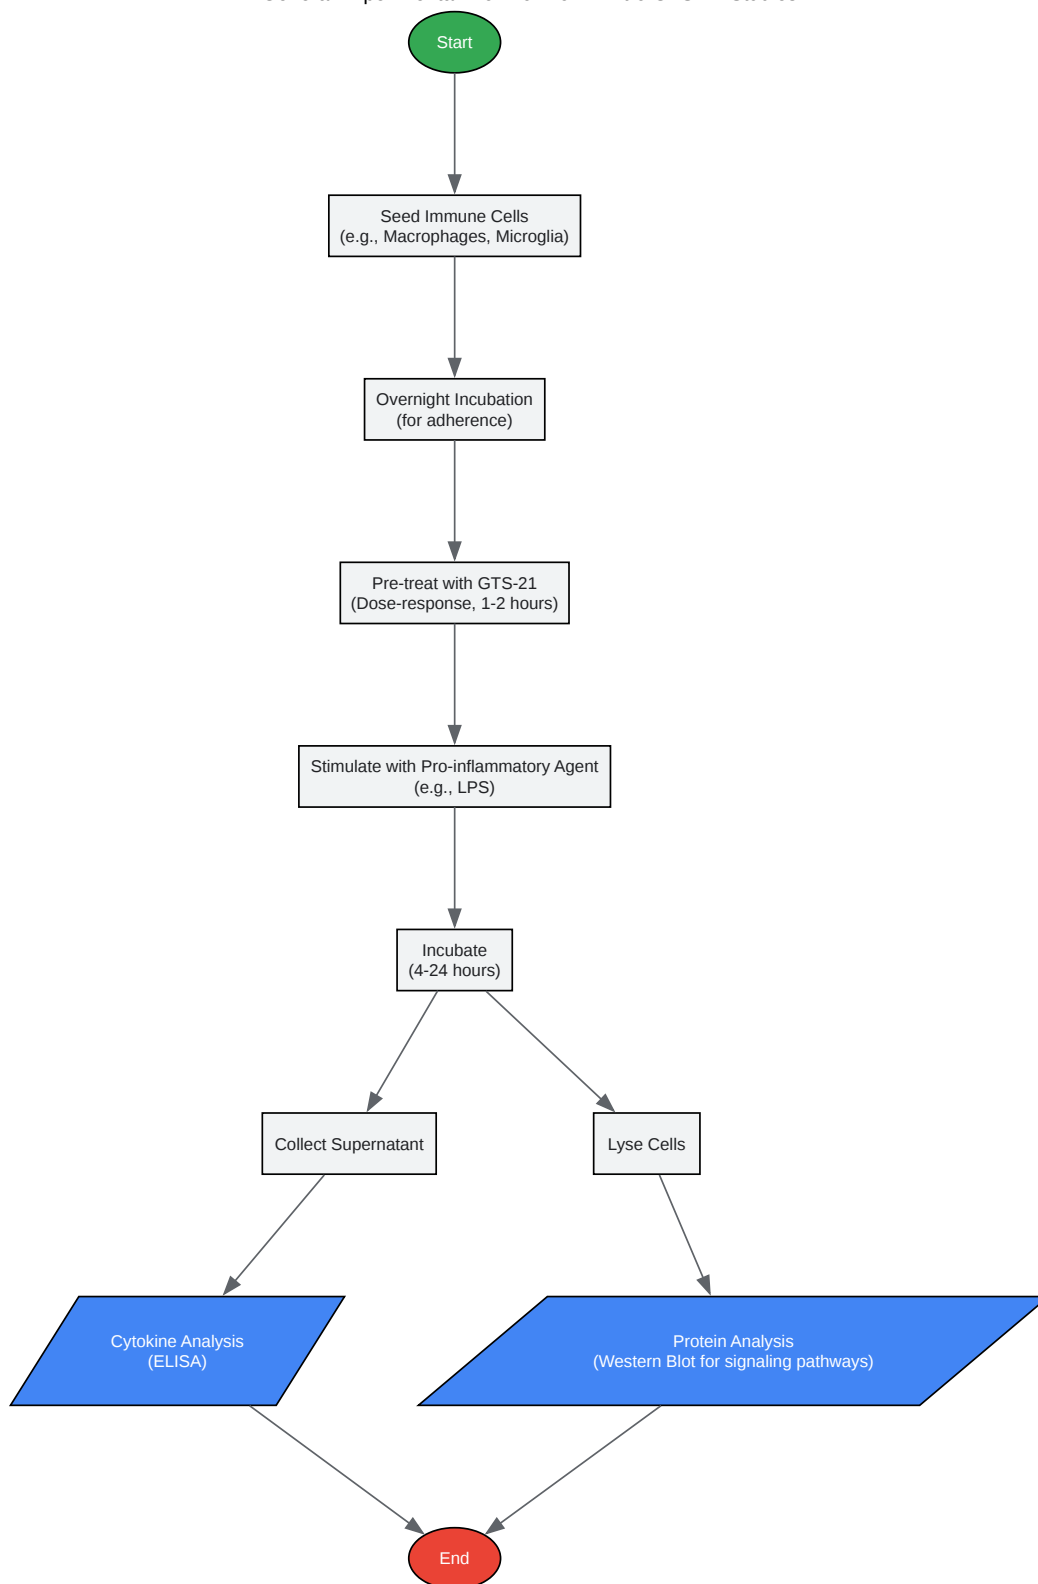 Start
Seed Immune Cells
(e.g., Macrophages, Microglia)
Overnight Incubation
(for adherence)
Pre-treat with GTS-21
(Dose-response, 1-2 hours)
Stimulate with Pro-inflammatory Agent
(e.g., LPS)
Incubate
(4-24 hours)
Collect Supernatant
Lyse Cells
Cytokine Analysis
(ELISA)
Protein Analysis
(Western Blot for signaling pathways)
End